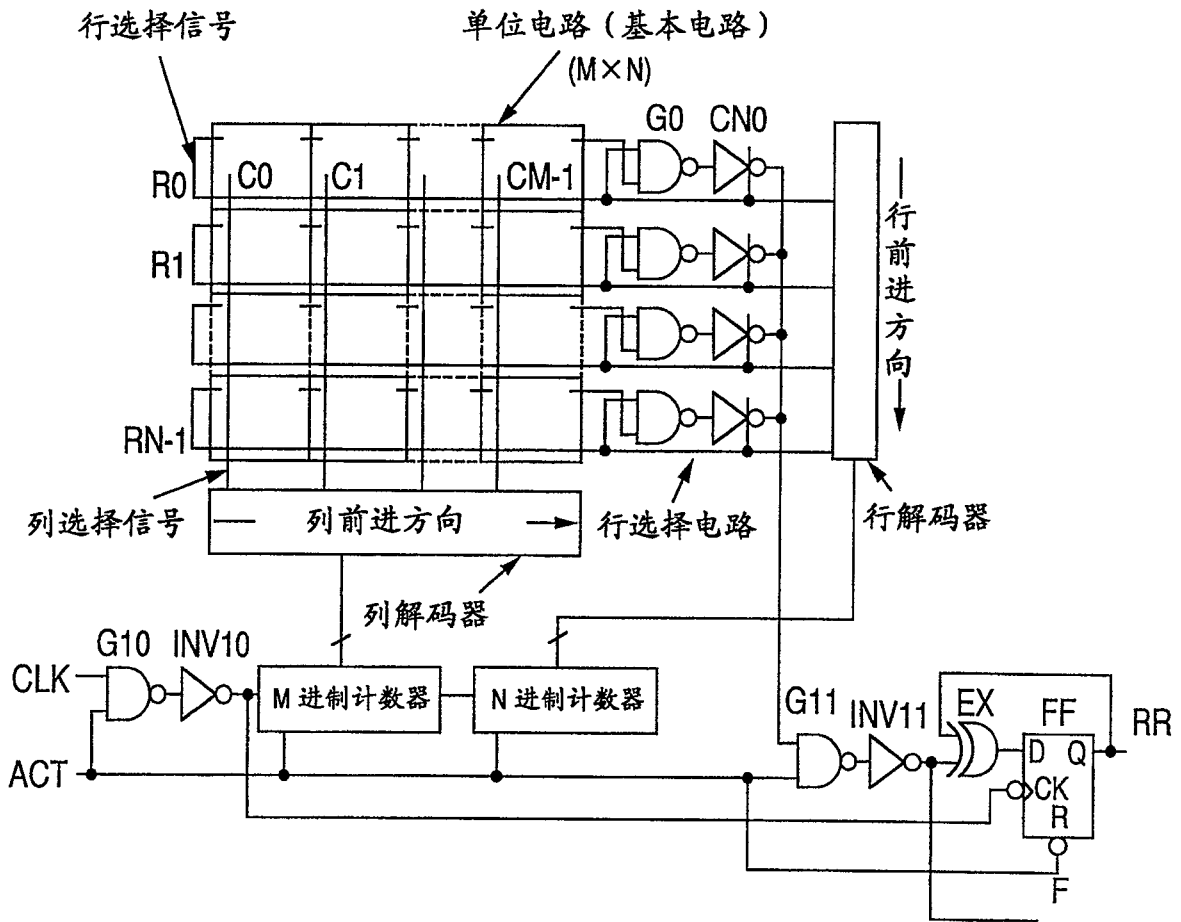 行选择信号
单位电路（基本电路）
(M×N)
G0 CN0
R0 C0 C1 CM-1
R1
RN-1
行前进方向
列选择信号
列前进方向
行选择电路
行解码器
列解码器
G10 INV10
CLK
M 进制计数器
N 进制计数器
G11 INV11 EX FF RR
D Q
ACT
CK
R
F